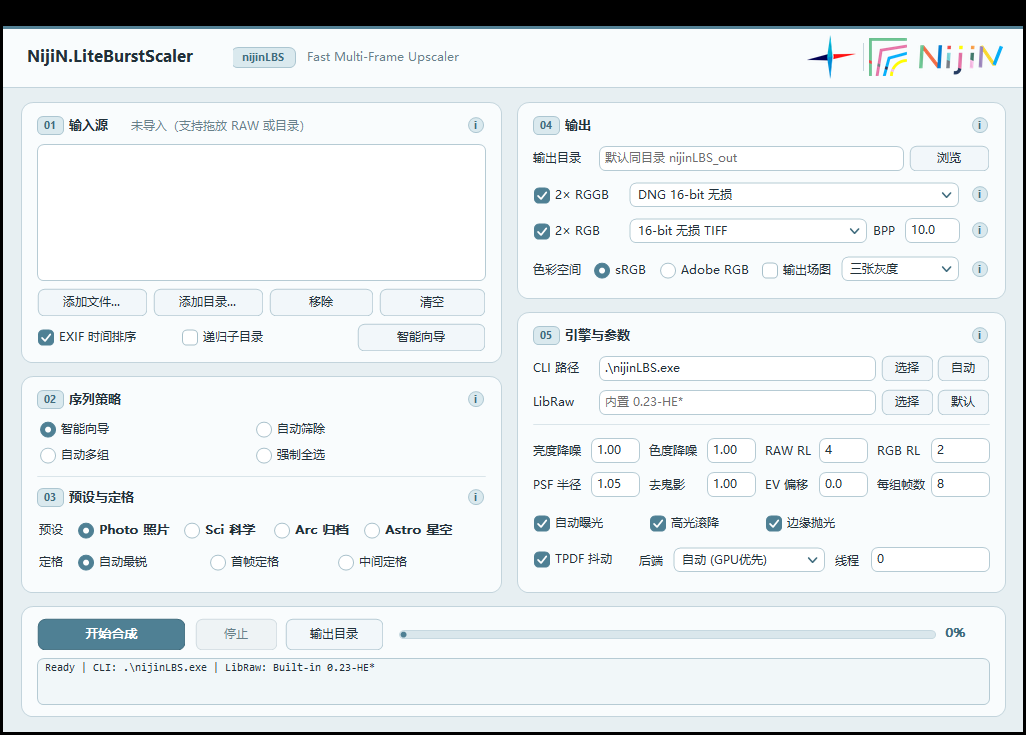 NijiN.LiteBurstScaler nijinLBS Fast Multi-Frame Upscaler NijiN
01 输入源 未导入 (支持拖放 RAW 或目录) i
添加文件... 添加目录... 移除 清空
EXIF 时间排序 递归子目录 智能向导
02 序列策略 i
智能向导 自动筛除
自动多组 强制全选
03 预设与定格 i
预设 Photo 照片 Sci 科学 Arc 归档 Astro 星空
定格 自动最锐 首帧定格 中间定格
04 输出 i
输出目录 默认同目录 nijinLBS_out 浏览
2× RGGB DNG 16-bit 无损 i
2× RGB 16-bit 无损 TIFF BPP 10.0 i
色彩空间 sRGB Adobe RGB 输出场图 三张灰度 i
05 引擎与参数 i
CLI 路径 .\nijinLBS.exe 选择 自动
LibRaw 内置 0.23-HE* 选择 默认
亮度降噪 1.00 色度降噪 1.00 RAW RL 4 RGB RL 2
PSF 半径 1.05 去鬼影 1.00 EV 偏移 0.0 每组帧数 8
自动曝光 高光滚降 边缘抛光
TPDF 抖动 后端 自动 (GPU优先) 线程 0
开始合成 停止 输出目录 0%
Ready | CLI: .\nijinLBS.exe | LibRaw: Built-in 0.23-HE*